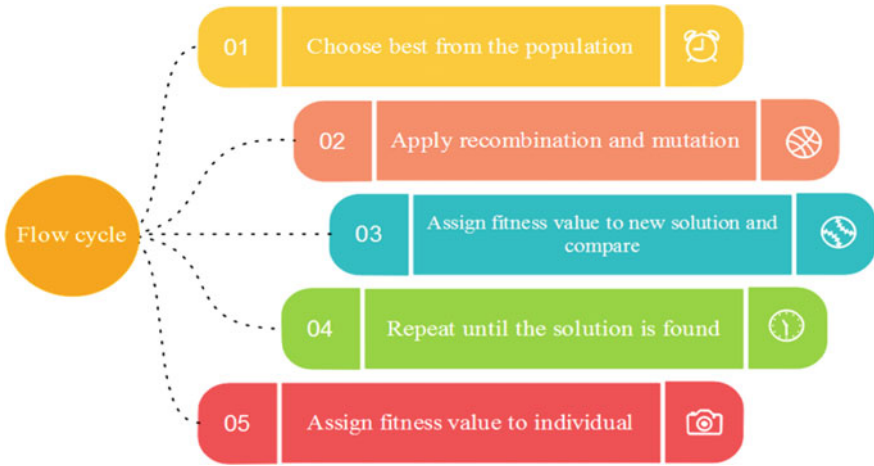 01 Choose best from the population
02 Apply recombination and mutation
Flow cycle
03 Assign fitness value to new solution and
compare
04 Repeat until the solution is found
05 Assign fitness value to individual